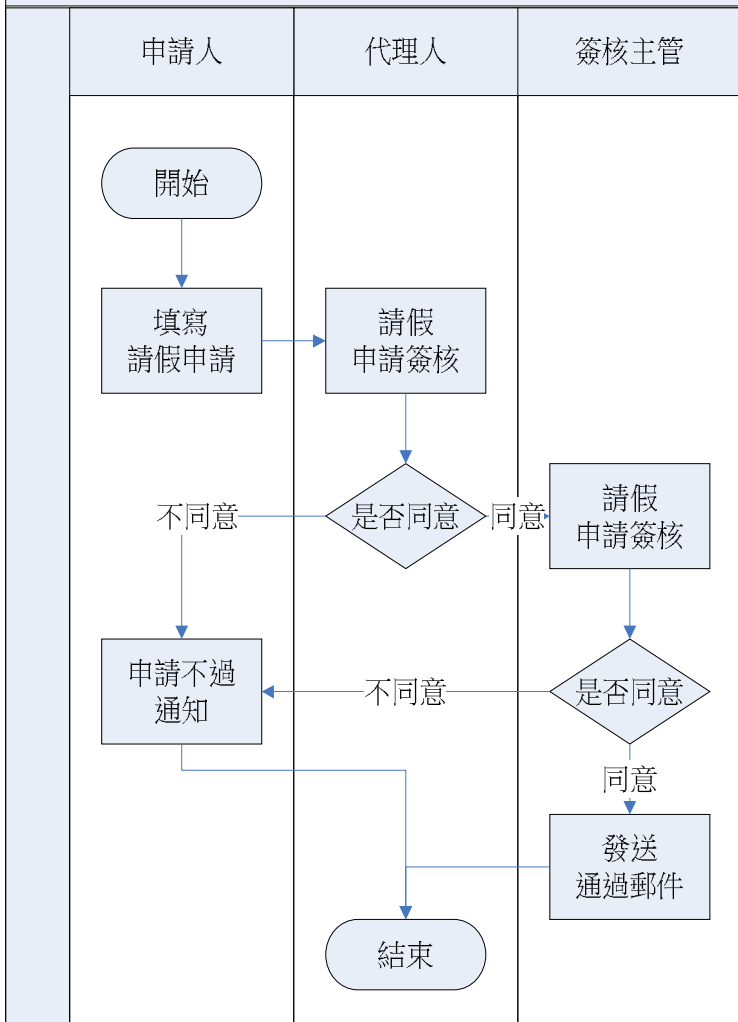 申請人
代理人
簽核主管
開始
填寫
請假申請
請假
申請簽核
是否同意
不同意
同意
請假
申請簽核
申請不過
通知
不同意
是否同意
同意
發送
通過郵件
結束